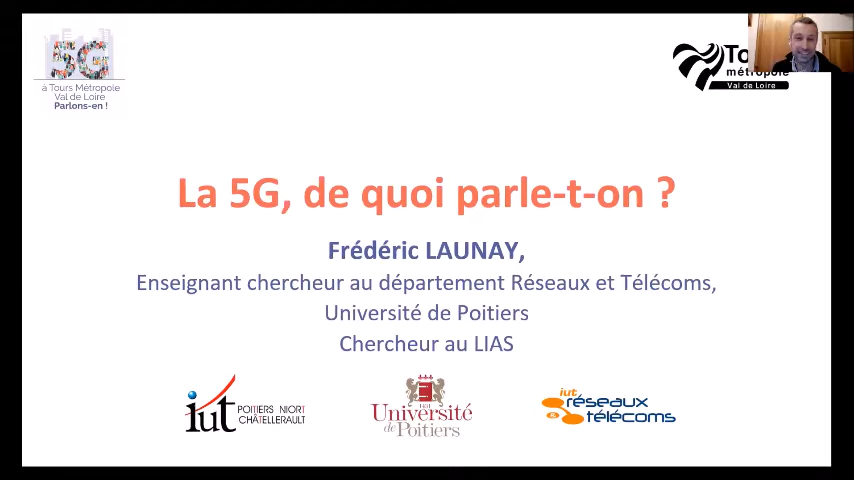 5G
à Tours Métropole
Val de Loire
Parlons-en !
métropole
Val de Loire
La 5G, de quoi parle-t-on ?
Frédéric LAUNAY,
Enseignant chercheur au département Réseaux et Télécoms,
Université de Poitiers
Chercheur au LIAS
iut POITIERS NIORT
CHÂTELLERAULT
1431
Université
de Poitiers
iut
réseaux
& télécoms